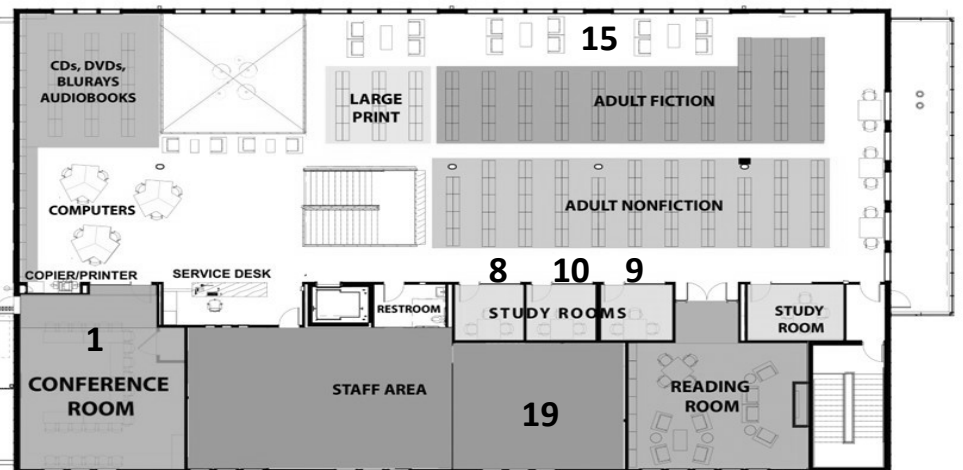 15
CDs, DVDs,
BLURAYS
AUDIOBOOKS
LARGE
PRINT
ADULT FICTION
COMPUTERS
ADULT NONFICTION
COPIER/PRINTER
SERVICE DESK
8 10 9
RESTROOM
STUDY ROOMS
STUDY
ROOM
1
CONFERENCE
ROOM
STAFF AREA
19
READING
ROOM